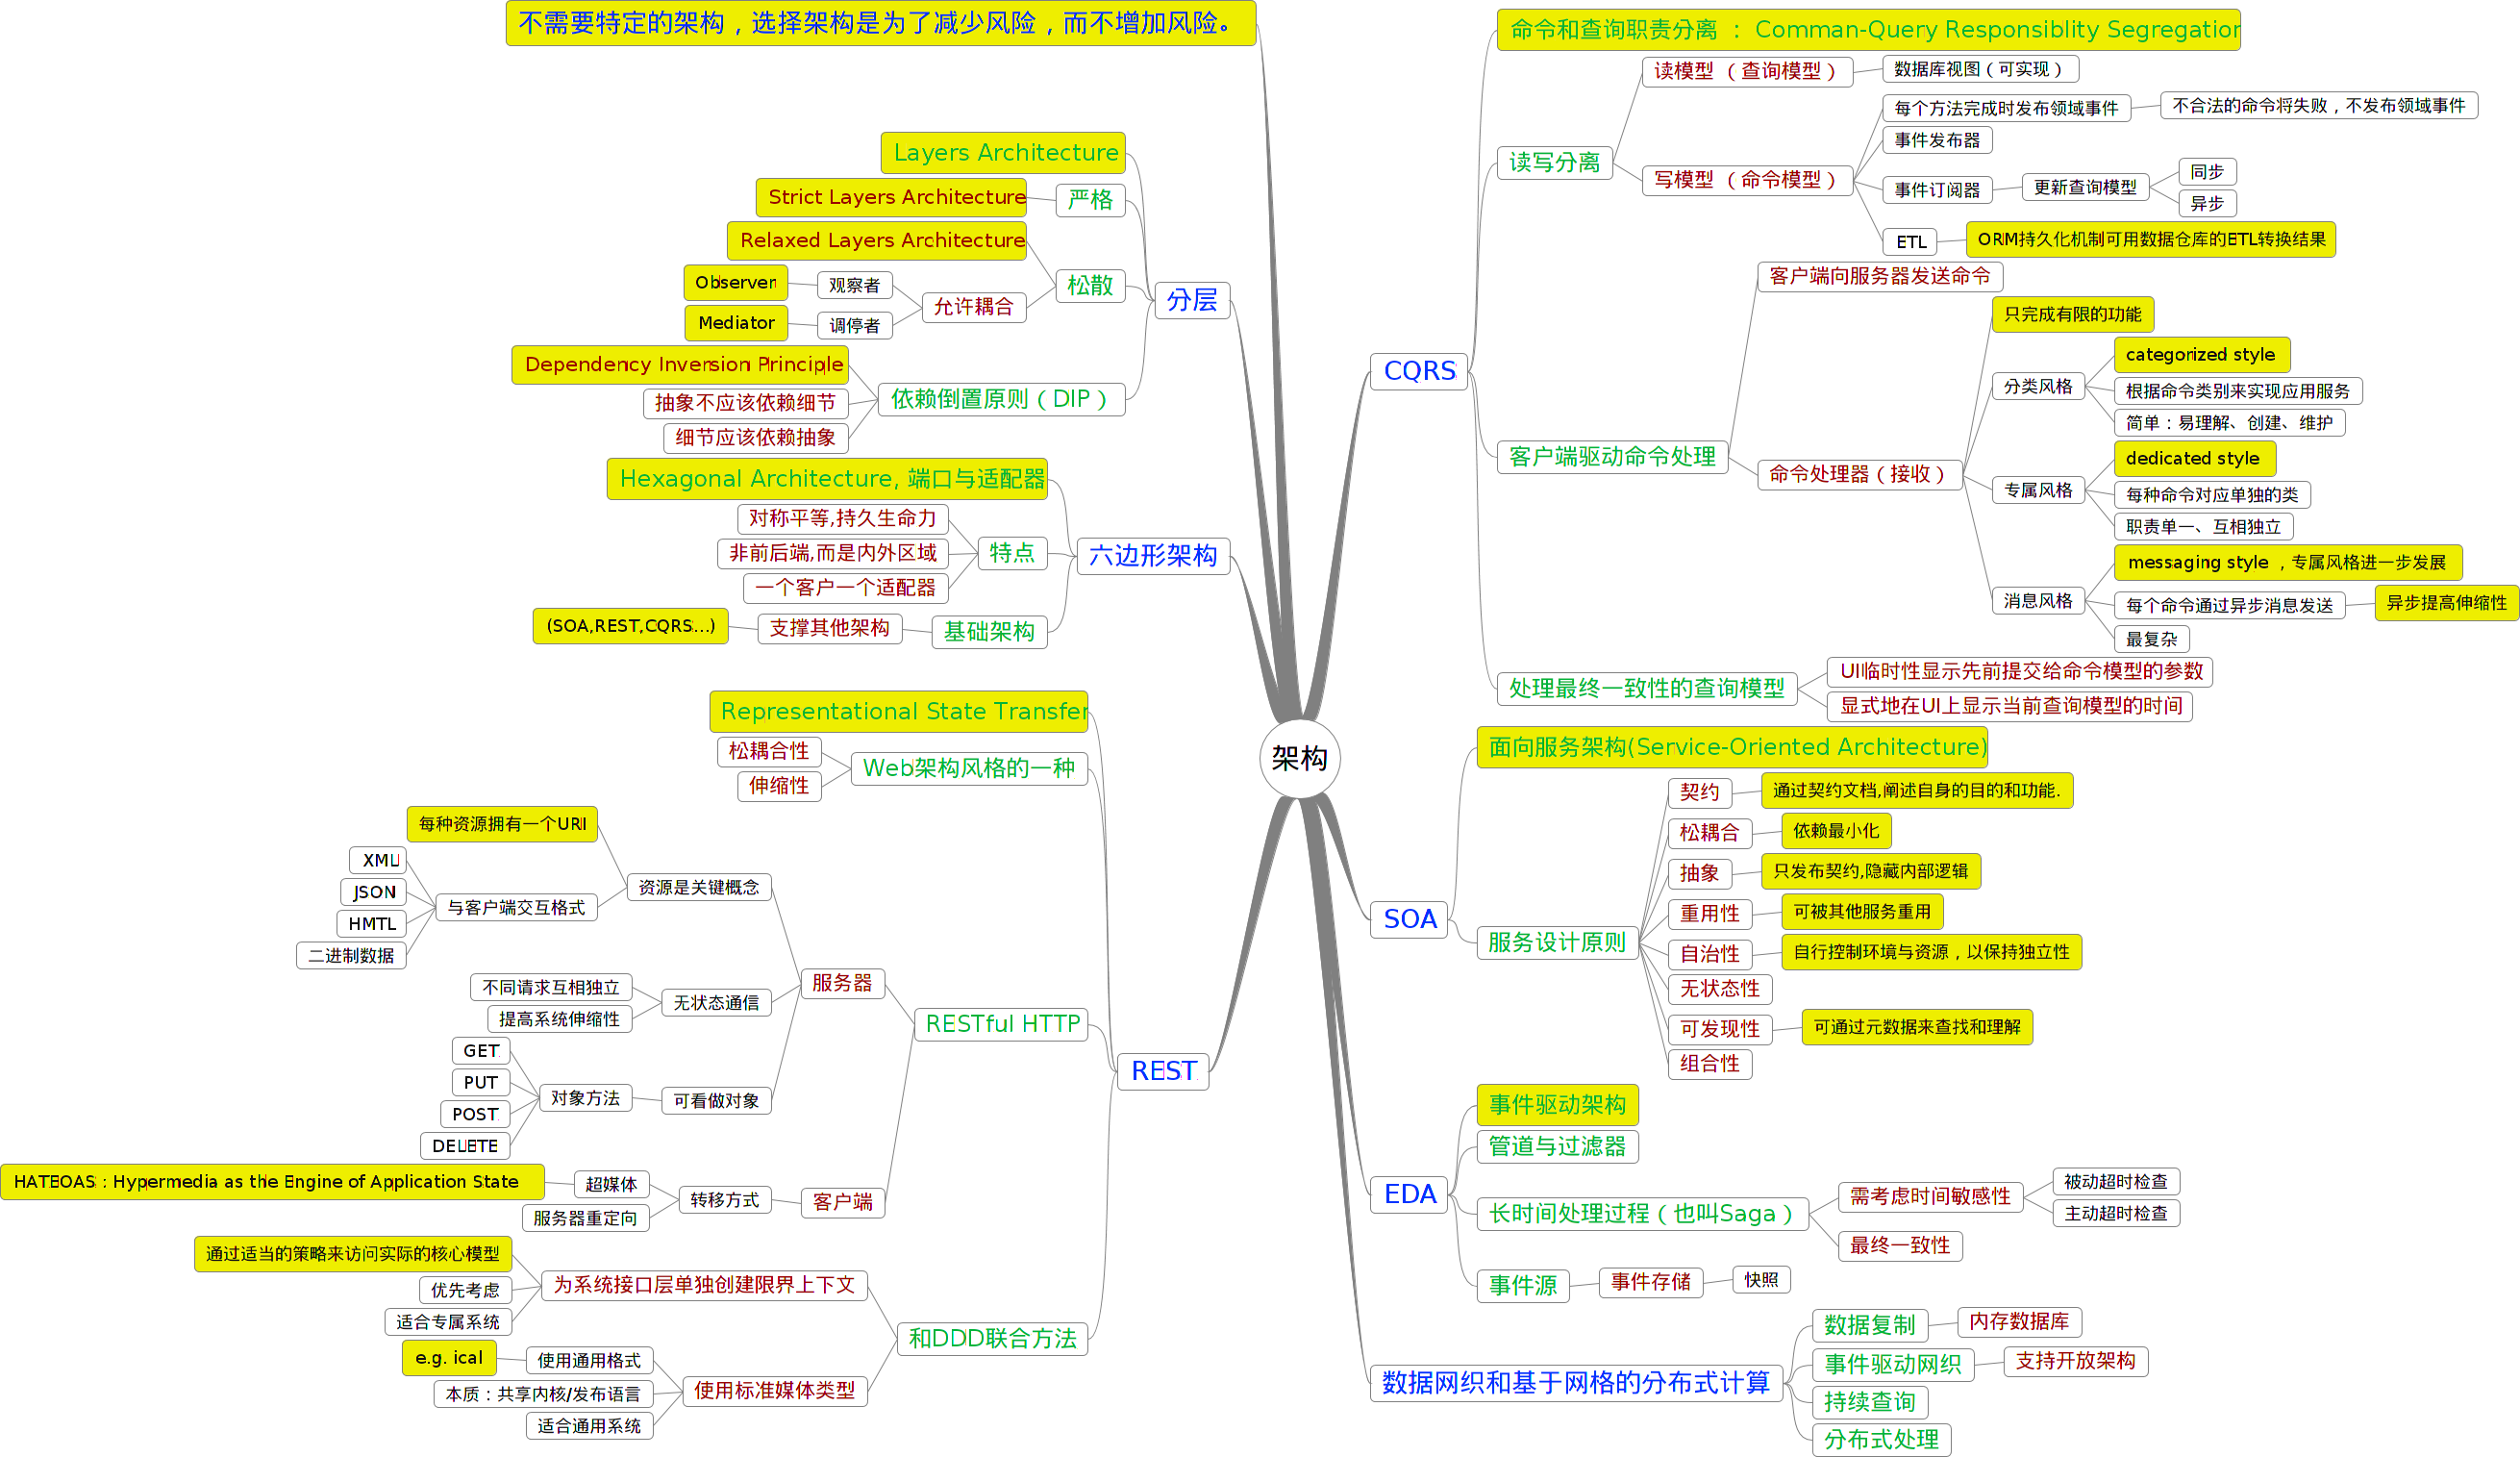 不需要特定的架构，选择架构是为了减少风险，而不增加风险。
Layers Architecture
Strict Layers Architecture
严格
Relaxed Layers Architecture
松散
Observer
观察者
允许耦合
Mediator
调停者
分层
Dependency Inversion Principle
依赖倒置原则（DIP）
抽象不应该依赖细节
细节应该依赖抽象
Hexagonal Architecture, 端口与适配器
对称平等,持久生命力
非前后端,而是内外区域
特点
一个客户一个适配器
六边形架构
(SOA,REST,CQRS...)
支撑其他架构
基础架构
Representational State Transfer
松耦合性
Web架构风格的一种
伸缩性
每种资源拥有一个URI
XML
JSON
HMTL
二进制数据
与客户端交互格式
资源是关键概念
服务器
不同请求互相独立
提高系统伸缩性
无状态通信
RESTful HTTP
GET
PUT
POST
DELETE
对象方法
可看做对象
REST
HATEOAS : Hypermedia as the Engine of Application State
超媒体
服务器重定向
转移方式
客户端
通过适当的策略来访问实际的核心模型
优先考虑
适合专属系统
为系统接口层单独创建限界上下文
和DDD联合方法
e.g. ical
使用通用格式
本质：共享内核/发布语言
适合通用系统
使用标准媒体类型
架构
CQRS
命令和查询职责分离 ： Comman-Query Responsiblity Segregation
读写分离
读模型 （查询模型）
数据库视图（可实现）
写模型 （命令模型）
每个方法完成时发布领域事件
不合法的命令将失败，不发布领域事件
事件发布器
事件订阅器
更新查询模型
同步
异步
ETL
ORM持久化机制可用数据仓库的ETL转换结果
客户端驱动命令处理
客户端向服务器发送命令
命令处理器（接收）
只完成有限的功能
分类风格
categorized style
根据命令类别来实现应用服务
简单：易理解、创建、维护
专属风格
dedicated style
每种命令对应单独的类
职责单一、互相独立
消息风格
messaging style ，专属风格进一步发展
每个命令通过异步消息发送
异步提高伸缩性
最复杂
处理最终一致性的查询模型
UI临时性显示先前提交给命令模型的参数
显式地在UI上显示当前查询模型的时间
SOA
面向服务架构(Service-Oriented Architecture)
服务设计原则
契约
通过契约文档,阐述自身的目的和功能.
松耦合
依赖最小化
抽象
只发布契约,隐藏内部逻辑
重用性
可被其他服务重用
自治性
自行控制环境与资源，以保持独立性
无状态性
可发现性
可通过元数据来查找和理解
组合性
EDA
事件驱动架构
管道与过滤器
长时间处理过程（也叫Saga）
需考虑时间敏感性
被动超时检查
主动超时检查
最终一致性
事件源
事件存储
快照
数据网织和基于网格的分布式计算
数据复制
内存数据库
事件驱动网织
支持开放架构
持续查询
分布式处理